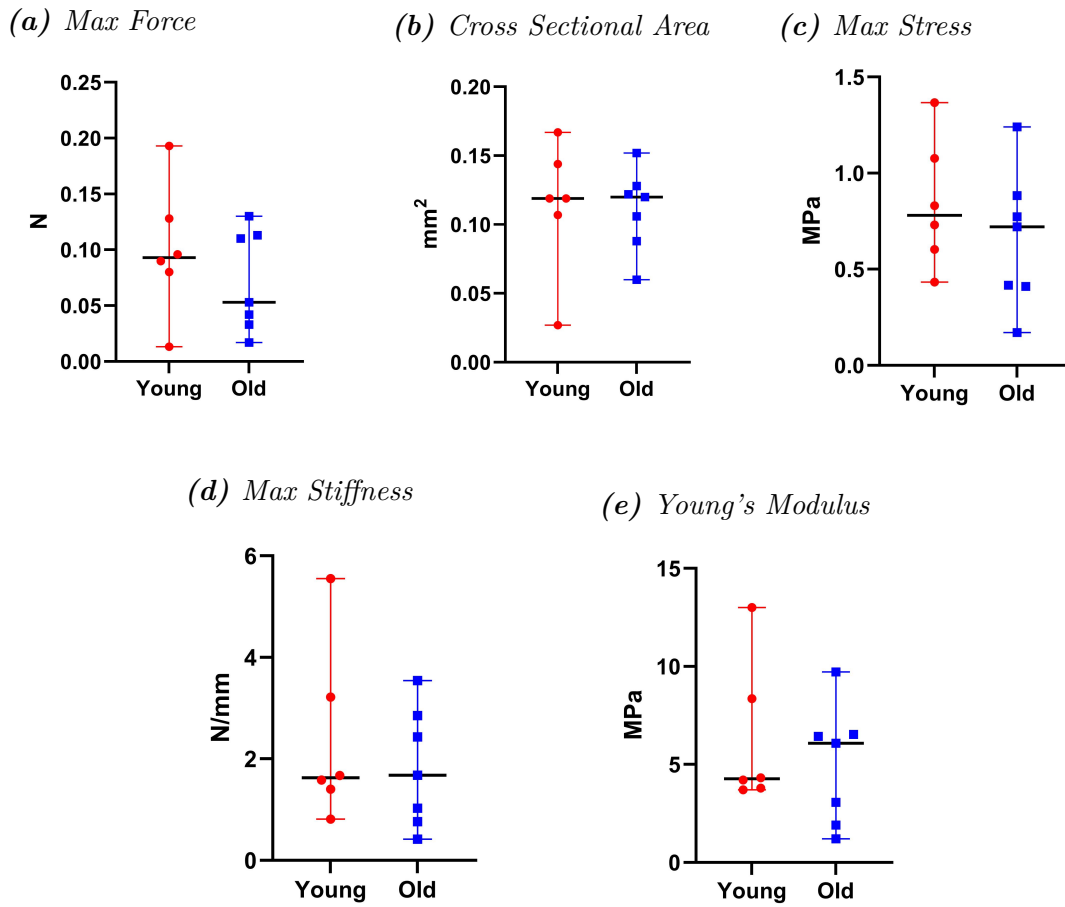 (a) Max Force
0.25
0.20
0.15
0.10
0.05
0.00
N
Young Old
(b) Cross Sectional Area
0.20
0.15
0.10
0.05
0.00
mm²
Young Old
(c) Max Stress
1.5
1.0
0.5
0.0
MPa
Young Old
(d) Max Stiffness
6
4
2
0
N/mm
Young Old
(e) Young's Modulus
15
10
5
0
MPa
Young Old